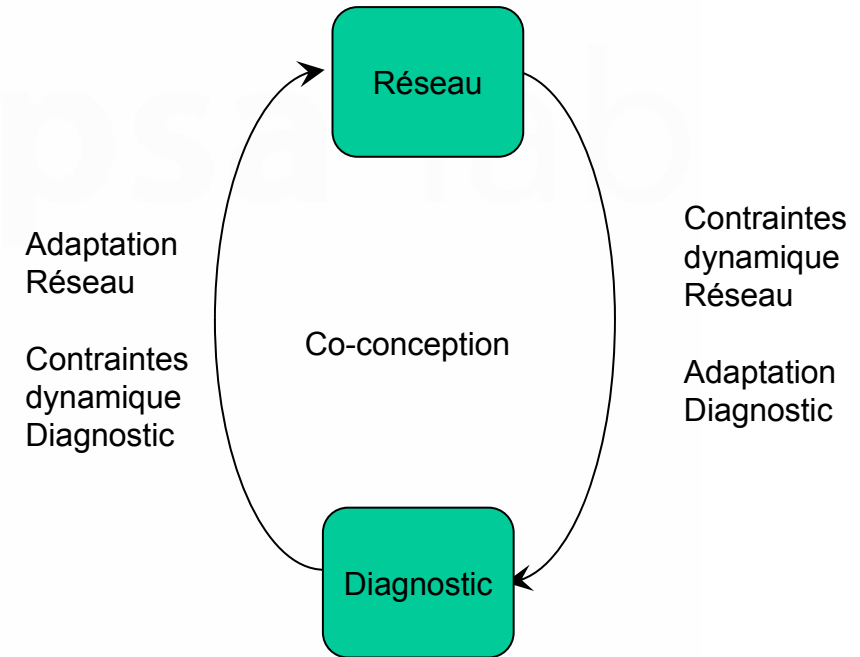 Réseau
Adaptation
Réseau
Contraintes
dynamique
Diagnostic
Co-conception
Contraintes
dynamique
Réseau
Adaptation
Diagnostic
Diagnostic